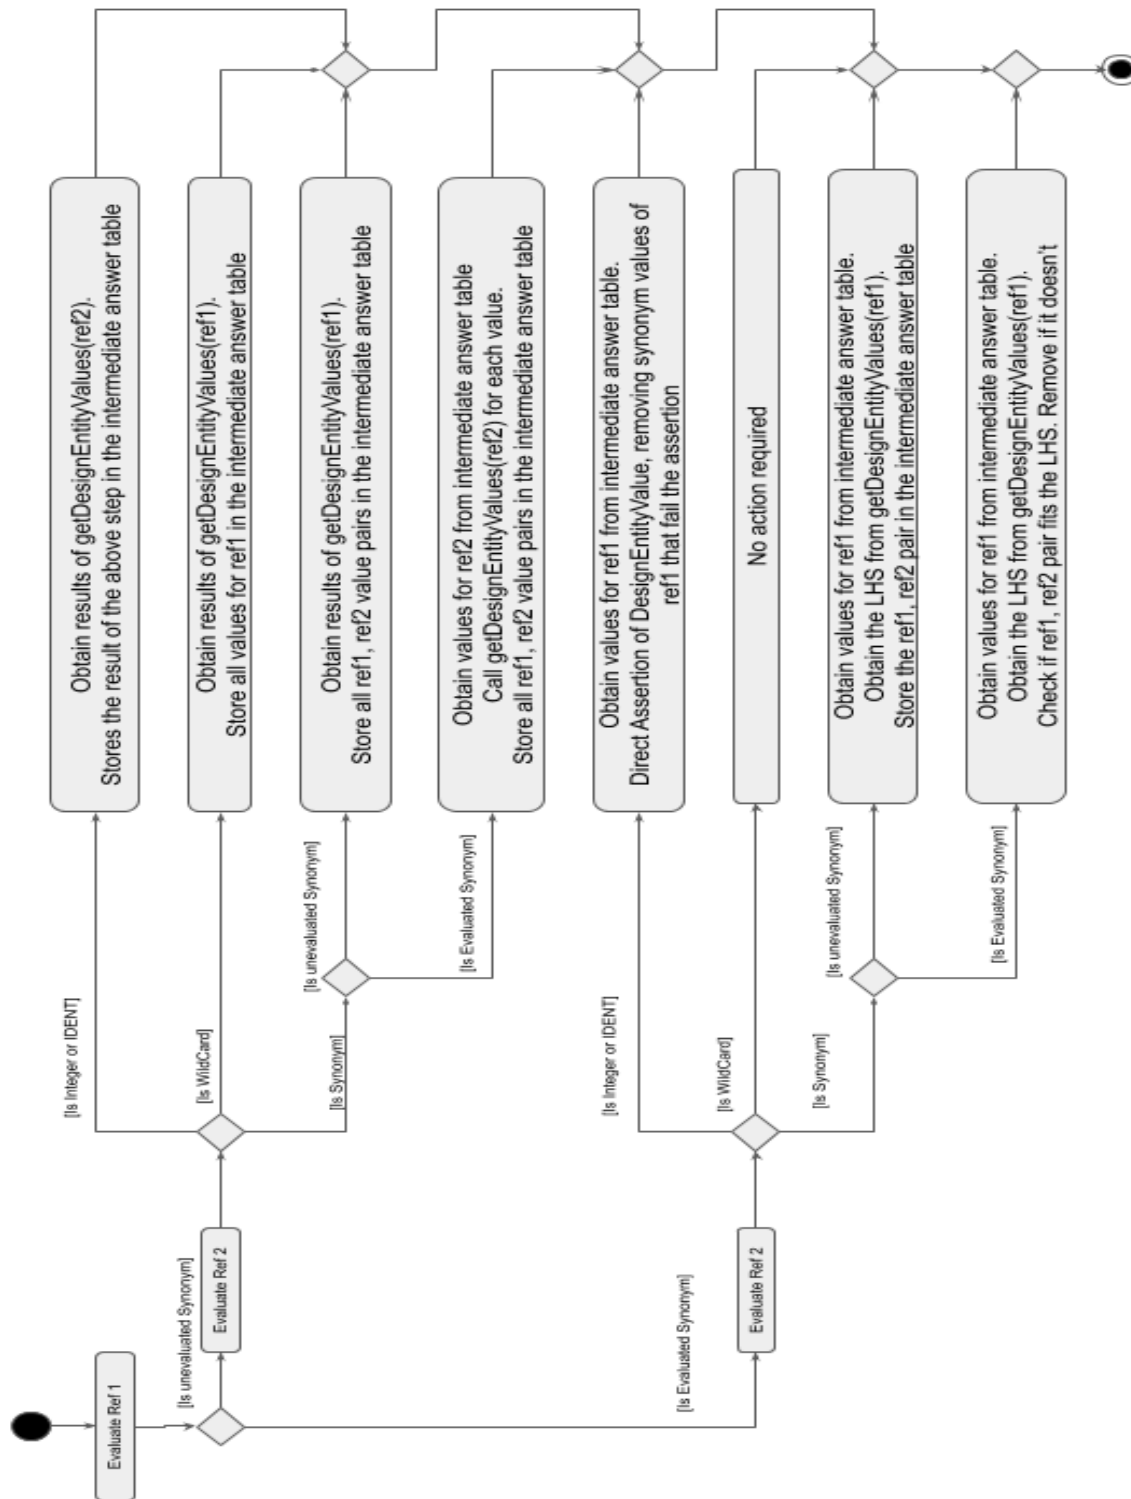 Evaluate Ref 1
[Is unevaluated Synonym]
Evaluate Ref 2
[Is Integer or IDENT]
Obtain results of getDesignEntityValues(ref2).
Stores the result of the above step in the intermediate answer table
[Is WildCard]
Obtain results of getDesignEntityValues(ref1).
Store all values for ref1 in the intermediate answer table
[Is Synonym]
[Is unevaluated Synonym]
Obtain results of getDesignEntityValues(ref1).
Store all ref1, ref2 value pairs in the intermediate answer table
[Is Evaluated Synonym]
Obtain values for ref2 from intermediate answer table
Call getDesignEntityValues(ref2) for each value.
Store all ref1, ref2 value pairs in the intermediate answer table
[Is Evaluated Synonym]
Evaluate Ref 2
[Is Integer or IDENT]
Obtain values for ref1 from intermediate answer table.
Direct Assertion of DesignEntityValue, removing synonym values of
ref1 that fail the assertion
[Is WildCard]
No action required
[Is Synonym]
[Is unevaluated Synonym]
Obtain values for ref1 from intermediate answer table.
Obtain the LHS from getDesignEntityValues(ref1).
Store the ref1, ref2 pair in the intermediate answer table
[Is Evaluated Synonym]
Obtain values for ref1 from intermediate answer table.
Obtain the LHS from getDesignEntityValues(ref1).
Check if ref1, ref2 pair fits the LHS. Remove if it doesn't